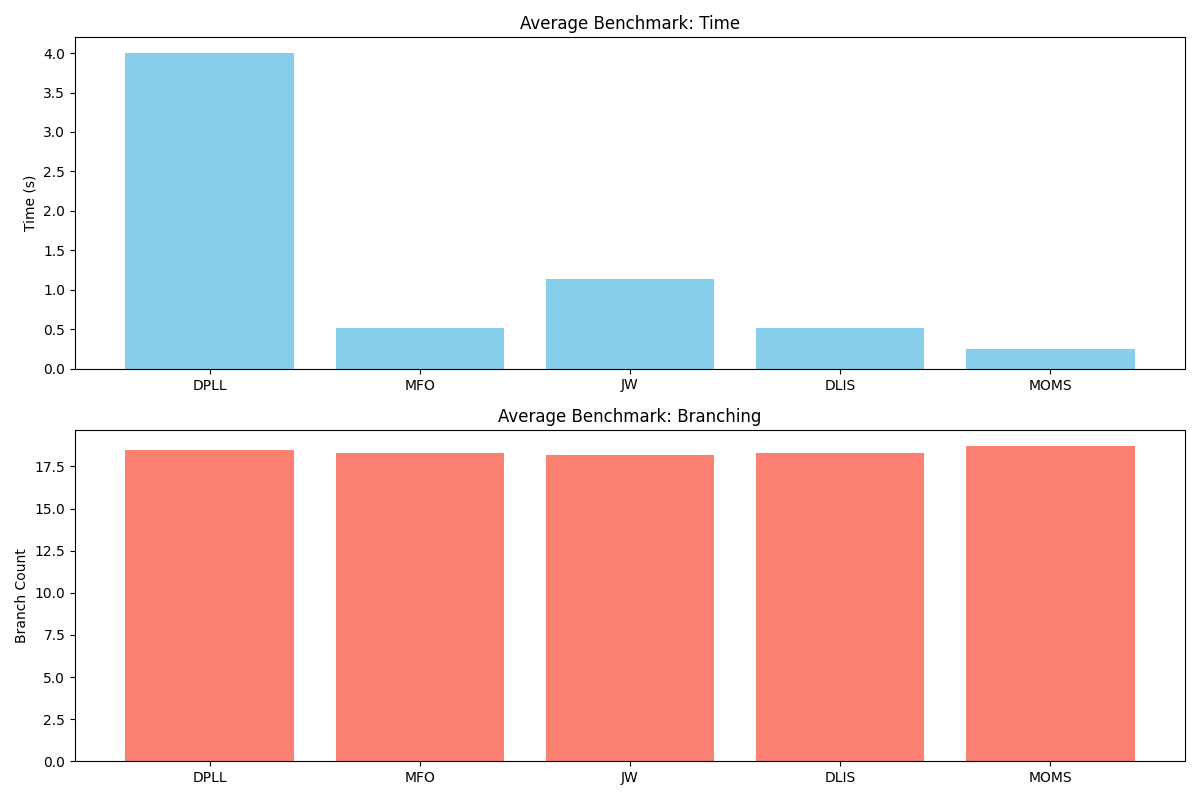 Average Benchmark: Time
4.0
3.5
3.0
2.5
2.0
1.5
1.0
0.5
0.0
Time (s)
DPLL MFO JW DLIS MOMS
Average Benchmark: Branching
17.5
15.0
12.5
10.0
7.5
5.0
2.5
0.0
Branch Count
DPLL MFO JW DLIS MOMS